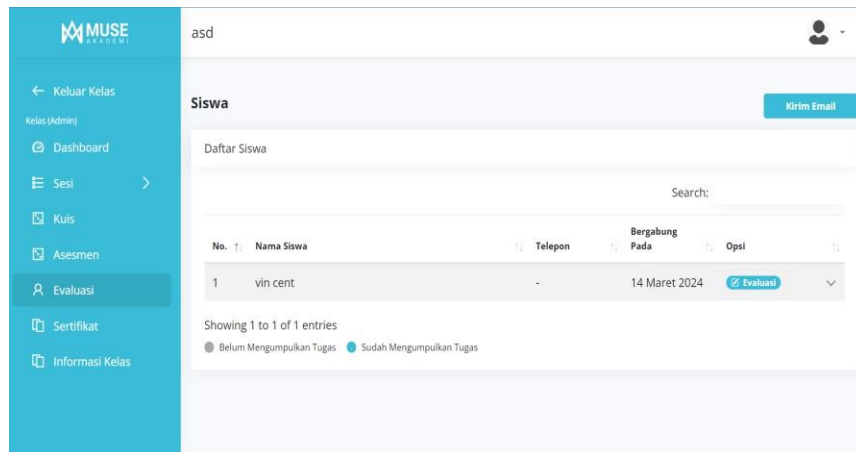 MUSE
AKADEMI
asd
Keluar Kelas
Kelas (Admin)
Dashboard
Sesi
Kuis
Asesmen
Evaluasi
Sertifikat
Informasi Kelas
Siswa
Kirim Email
Daftar Siswa
Search:
No. Nama Siswa Telepon Bergabung Pada Opsi
1 vin cent - 14 Maret 2024 Evaluasi
Showing 1 to 1 of 1 entries
Belum Mengumpulkan Tugas Sudah Mengumpulkan Tugas